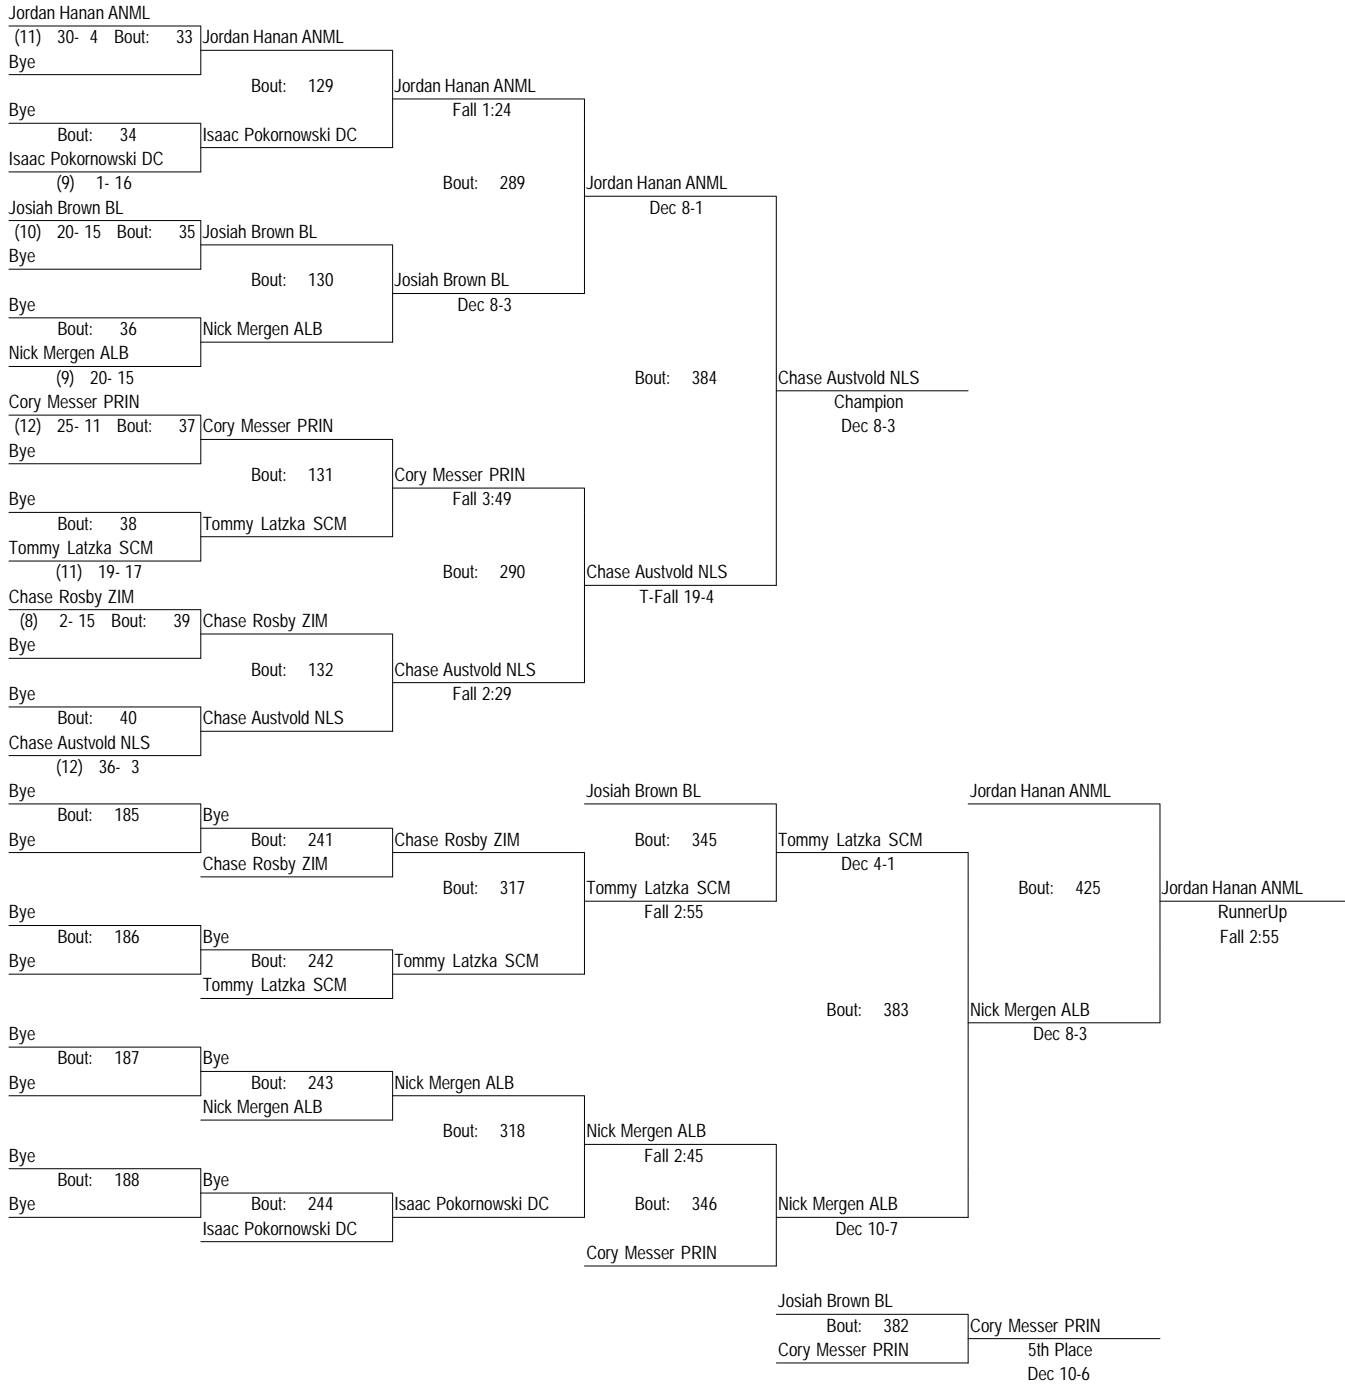 Jordan Hanan ANML
(11) 30- 4 Bout: 33 Jordan Hanan ANML
Bye
Bout: 129 Jordan Hanan ANML
Bye Fall 1:24
Bout: 34 Isaac Pokornowski DC
Isaac Pokornowski DC
(9) 1- 16 Bout: 289 Jordan Hanan ANML
Josiah Brown BL Dec 8-1
(10) 20- 15 Bout: 35 Josiah Brown BL
Bye
Bout: 130 Josiah Brown BL
Bye Dec 8-3
Bout: 36 Nick Mergen ALB
Nick Mergen ALB
(9) 20- 15 Bout: 384 Chase Austvold NLS
Cory Messer PRIN Champion
(12) 25- 11 Bout: 37 Cory Messer PRIN Dec 8-3
Bye
Bout: 131 Cory Messer PRIN
Bye Fall 3:49
Bout: 38 Tommy Latzka SCM
Tommy Latzka SCM
(11) 19- 17 Bout: 290 Chase Austvold NLS
Chase Rosby ZIM T-Fall 19-4
(8) 2- 15 Bout: 39 Chase Rosby ZIM
Bye
Bout: 132 Chase Austvold NLS
Bye Fall 2:29
Bout: 40 Chase Austvold NLS
Chase Austvold NLS
(12) 36- 3
Bye Josiah Brown BL Jordan Hanan ANML
Bout: 185 Bye
Bye Bout: 241 Chase Rosby ZIM Bout: 345 Tommy Latzka SCM
Chase Rosby ZIM Dec 4-1
Bout: 317 Tommy Latzka SCM Bout: 425 Jordan Hanan ANML
Bye Fall 2:55 RunnerUp
Bout: 186 Bye Fall 2:55
Bye Bout: 242 Tommy Latzka SCM
Tommy Latzka SCM
Bout: 383 Nick Mergen ALB
Bye Dec 8-3
Bout: 187 Bye
Bye Bout: 243 Nick Mergen ALB
Nick Mergen ALB
Bout: 318 Nick Mergen ALB
Bye Fall 2:45
Bout: 188 Bye
Bye Bout: 244 Isaac Pokornowski DC Bout: 346 Nick Mergen ALB
Isaac Pokornowski DC Dec 10-7
Cory Messer PRIN
Josiah Brown BL
Bout: 382 Cory Messer PRIN
Cory Messer PRIN 5th Place
Dec 10-6